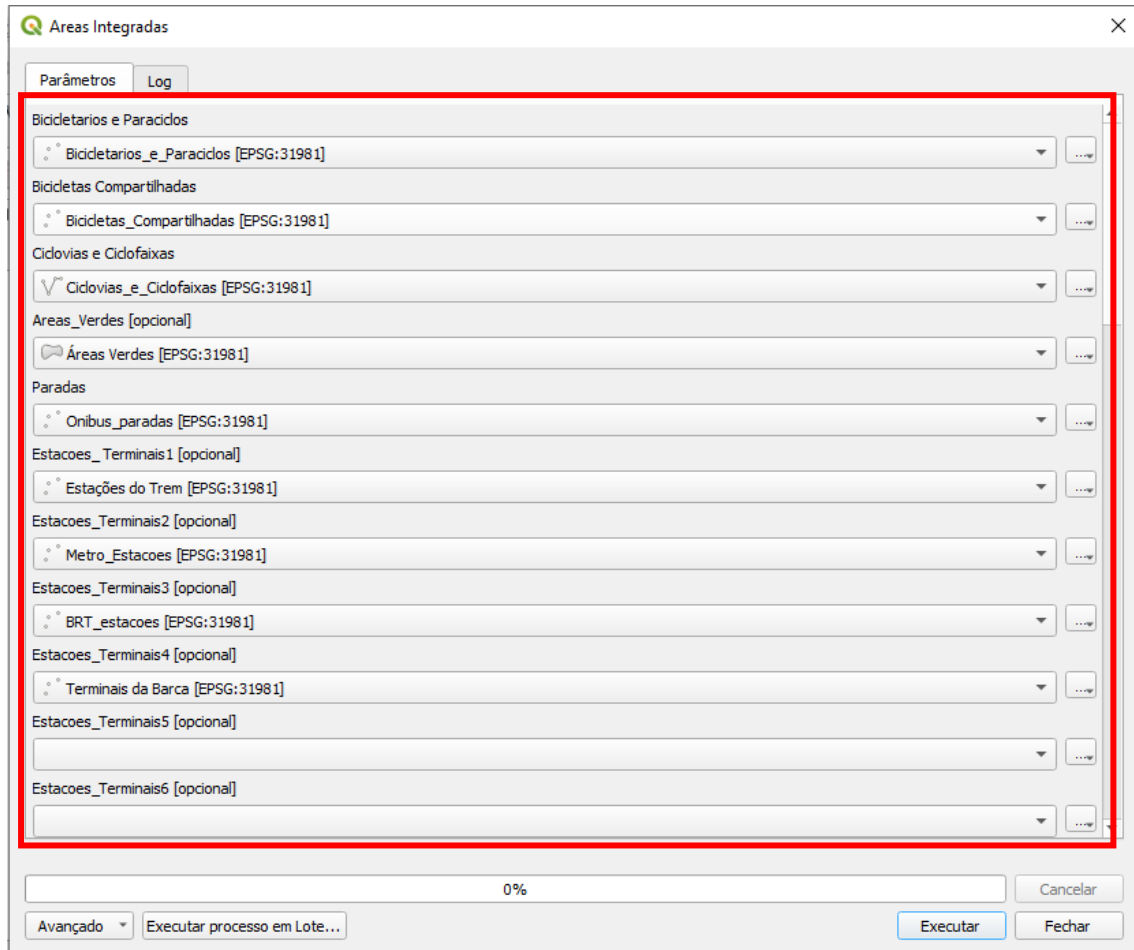 Areas Integradas
Parâmetros
Log
Bicicletarios e Paraciclos
Bicicletarios_e_Paraciclos [EPSG:31981]
...
Bicicletas Compartilhadas
Bicicletas_Compartilhadas [EPSG:31981]
...
Ciclovias e Ciclofaixas
Ciclovias_e_Ciclofaixas [EPSG:31981]
...
Areas_Verdes [opcional]
Áreas Verdes [EPSG:31981]
...
Paradas
Onibus_paradas [EPSG:31981]
...
Estacoes_ Terminais1 [opcional]
Estações do Trem [EPSG:31981]
...
Estacoes_Terminais2 [opcional]
Metro_Estacoes [EPSG:31981]
...
Estacoes_Terminais3 [opcional]
BRT_estacoes [EPSG:31981]
...
Estacoes_Terminais4 [opcional]
Terminais da Barca [EPSG:31981]
...
Estacoes_Terminais5 [opcional]
...
Estacoes_Terminais6 [opcional]
...
0%
Cancelar
Avançado
Executar processo em Lote...
Executar
Fechar